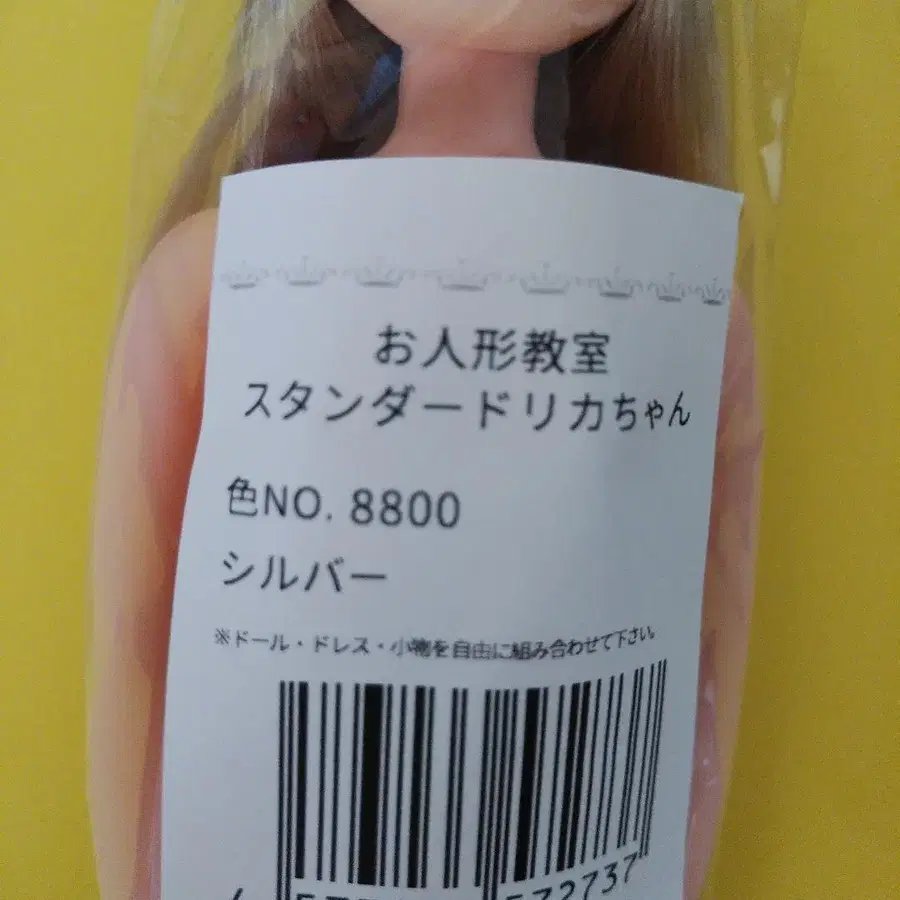 お人形教室
スタンダードリカちゃん
色NO. 8800
シルバー
※ドール・ドレス・小物を自由に組み合わせて下さい。
572737